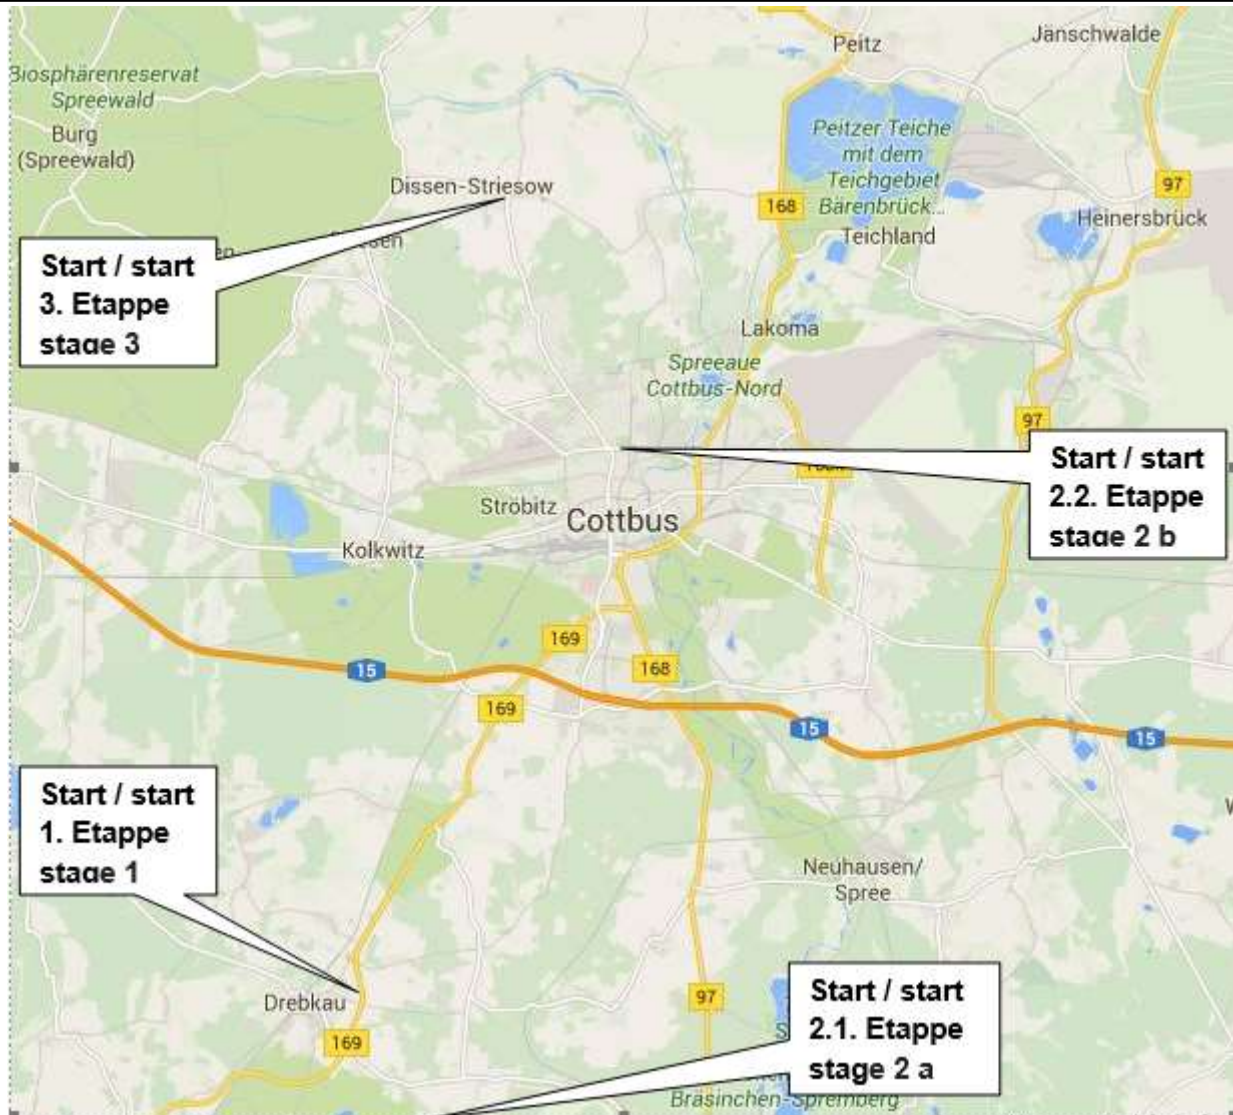 Peitz
Jänschwalde
Biosphärenreservat
Spreewald
Burg
(Spreewald)
Peitzer Teiche
mit dem
Teichgebiet
Bärenbrück...
Dissen-Striesow
168
97
Heinersbrück
Teichland
Start / start
3. Etappe
stage 3
Lakoma
Spreeaue
Cottbus-Nord
97
Start / start
2.2. Etappe
stage 2 b
Ströbitz
Cottbus
Kolkwitz
169
168
15
169
15
15
Start / start
1. Etappe
stage 1
Neuhausen/
Spree
Drebkau
97
Start / start
2.1. Etappe
stage 2 a
169
Bräsinchen-Spremberg